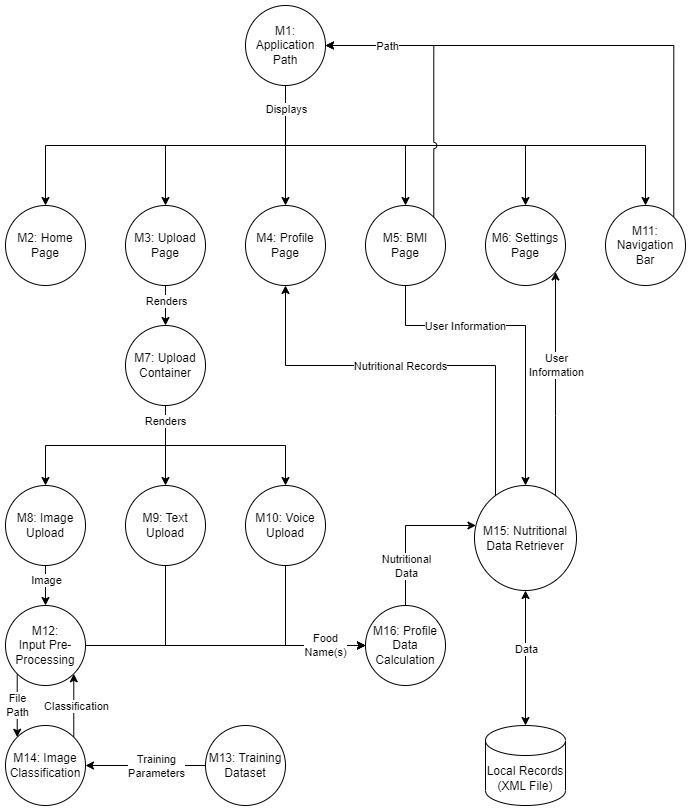 M1:
Application
Path
Path
Displays
M2: Home
Page
M3: Upload
Page
M4: Profile
Page
M5: BMI
Page
M6: Settings
Page
M11:
Navigation
Bar
Renders
User Information
M7: Upload
Container
Nutritional Records
User
Information
Renders
M8: Image
Upload
M9: Text
Upload
M10: Voice
Upload
M15: Nutritional
Data Retriever
Image
Nutritional
Data
M12:
Input Pre-
Processing
Food
Name(s)
M16: Profile
Data
Calculation
Data
File
Path
Classification
M14: Image
Classification
Training
Parameters
M13: Training
Dataset
Local Records
(XML File)